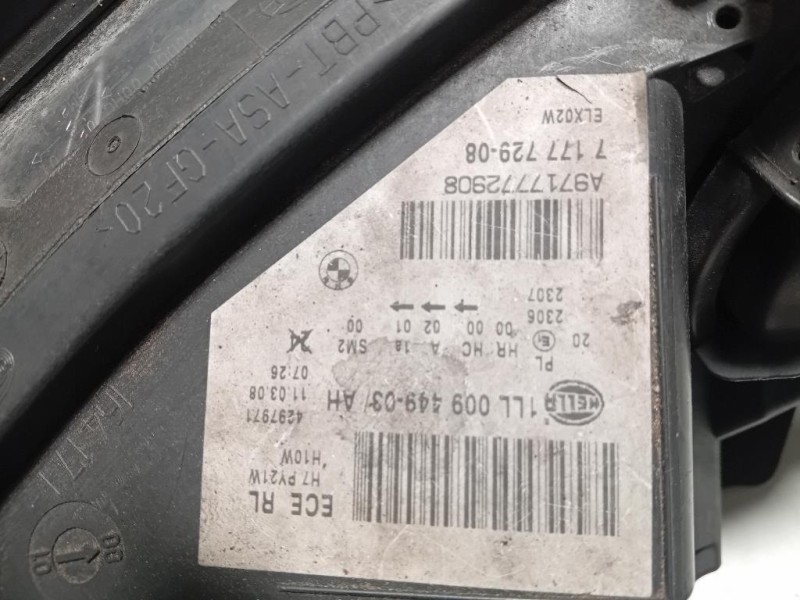 ECE RL
H7 PY21W
H10W
HELLA
1LL 009 449-03 / AH
4297971
11.03.08
07:26
24
PL
HR HC A 1a SM2
20 E1 00 00 02 01 00
2306
2307
A9717772908
7 177 729-08
ELX02W
>PBT-ASA-GF20<